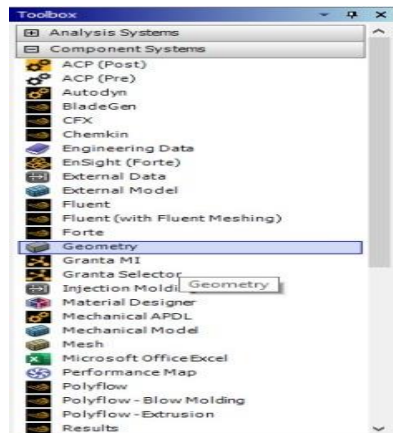 Toolbox
Analysis Systems
Component Systems
ACP (Post)
ACP (Pre)
Autodyn
BladeGen
CFX
Chemkin
Engineering Data
EnSight (Forte)
External Data
External Model
Fluent
Fluent (with Fluent Meshing)
Forte
Geometry
Granta MI
Granta Selector
Injection Moldi Geometry
Material Designer
Mechanical APDL
Mechanical Model
Mesh
Microsoft Office Excel
Performance Map
Polyflow
Polyflow - Blow Molding
Polyflow - Extrusion
Results